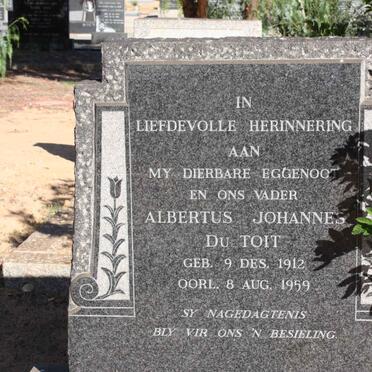 IN
LIEFDEVOLLE HERINNERING
AAN
MY DIERBARE EGGENOOT
EN ONS VADER
ALBERTUS JOHANNES
DU TOIT
GEB. 9 DES. 1912
OORL. 8 AUG. 1959
SY NAGEDAGTENIS
BLY VIR ONS 'N BESIELING.